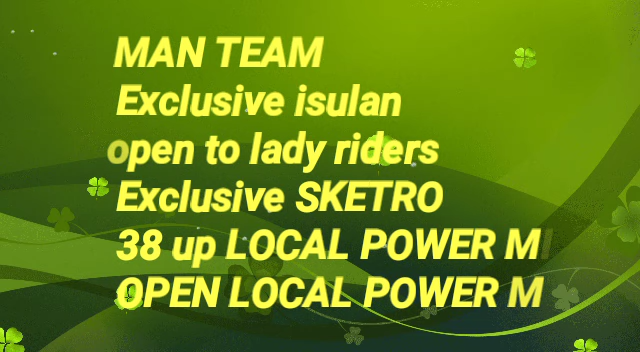 MAN TEAM
Exclusive isulan
open to lady riders
Exclusive SKETRO
38 up LOCAL POWER M
OPEN LOCAL POWER M